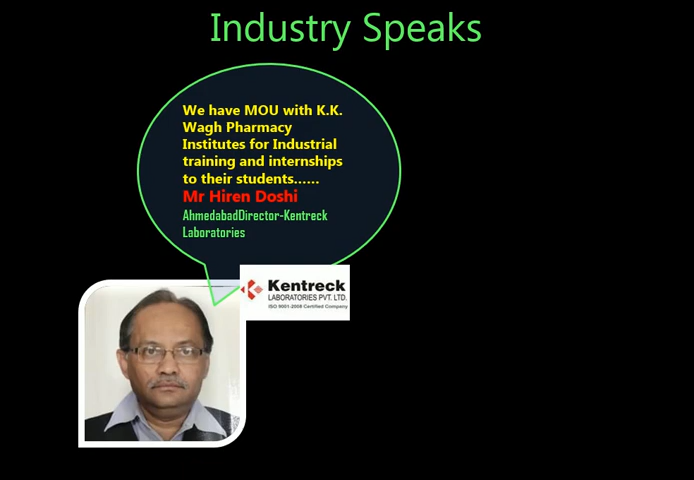 Industry Speaks
We have MOU with K.K.
Wagh Pharmacy
Institutes for Industrial
training and internships
to their students......
Mr Hiren Doshi
AhmedabadDirector-Kentreck
Laboratories
Kentreck
LABORATORIES PVT. LTD.
ISO 9001-2008 Certified Company